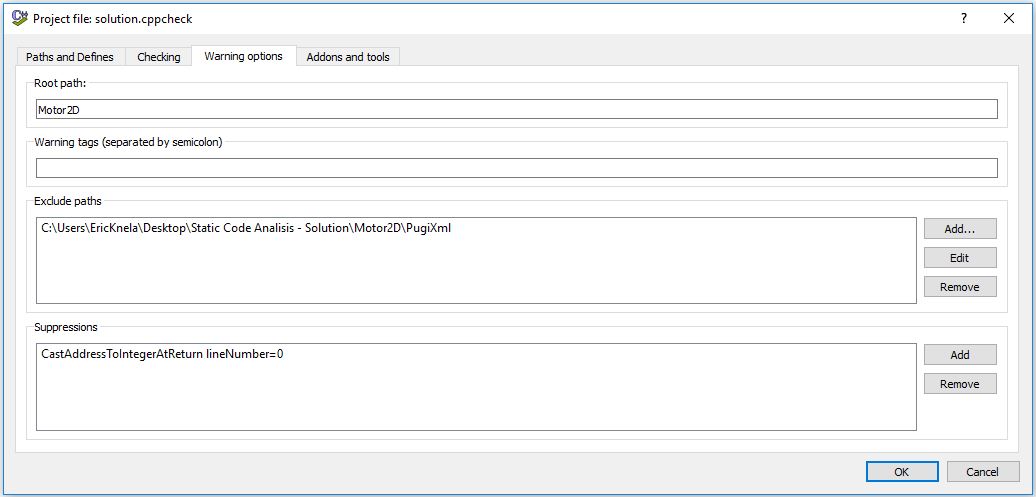 Project file: solution.cppcheck
Paths and Defines Checking Warning options Addons and tools
Root path:
Motor2D
Warning tags (separated by semicolon)
Exclude paths
C:\Users\EricKnela\Desktop\Static Code Analisis - Solution\Motor2D\PugiXml
Add...
Edit
Remove
Suppressions
CastAddressToIntegerAtReturn lineNumber=0
Add
Remove
OK Cancel